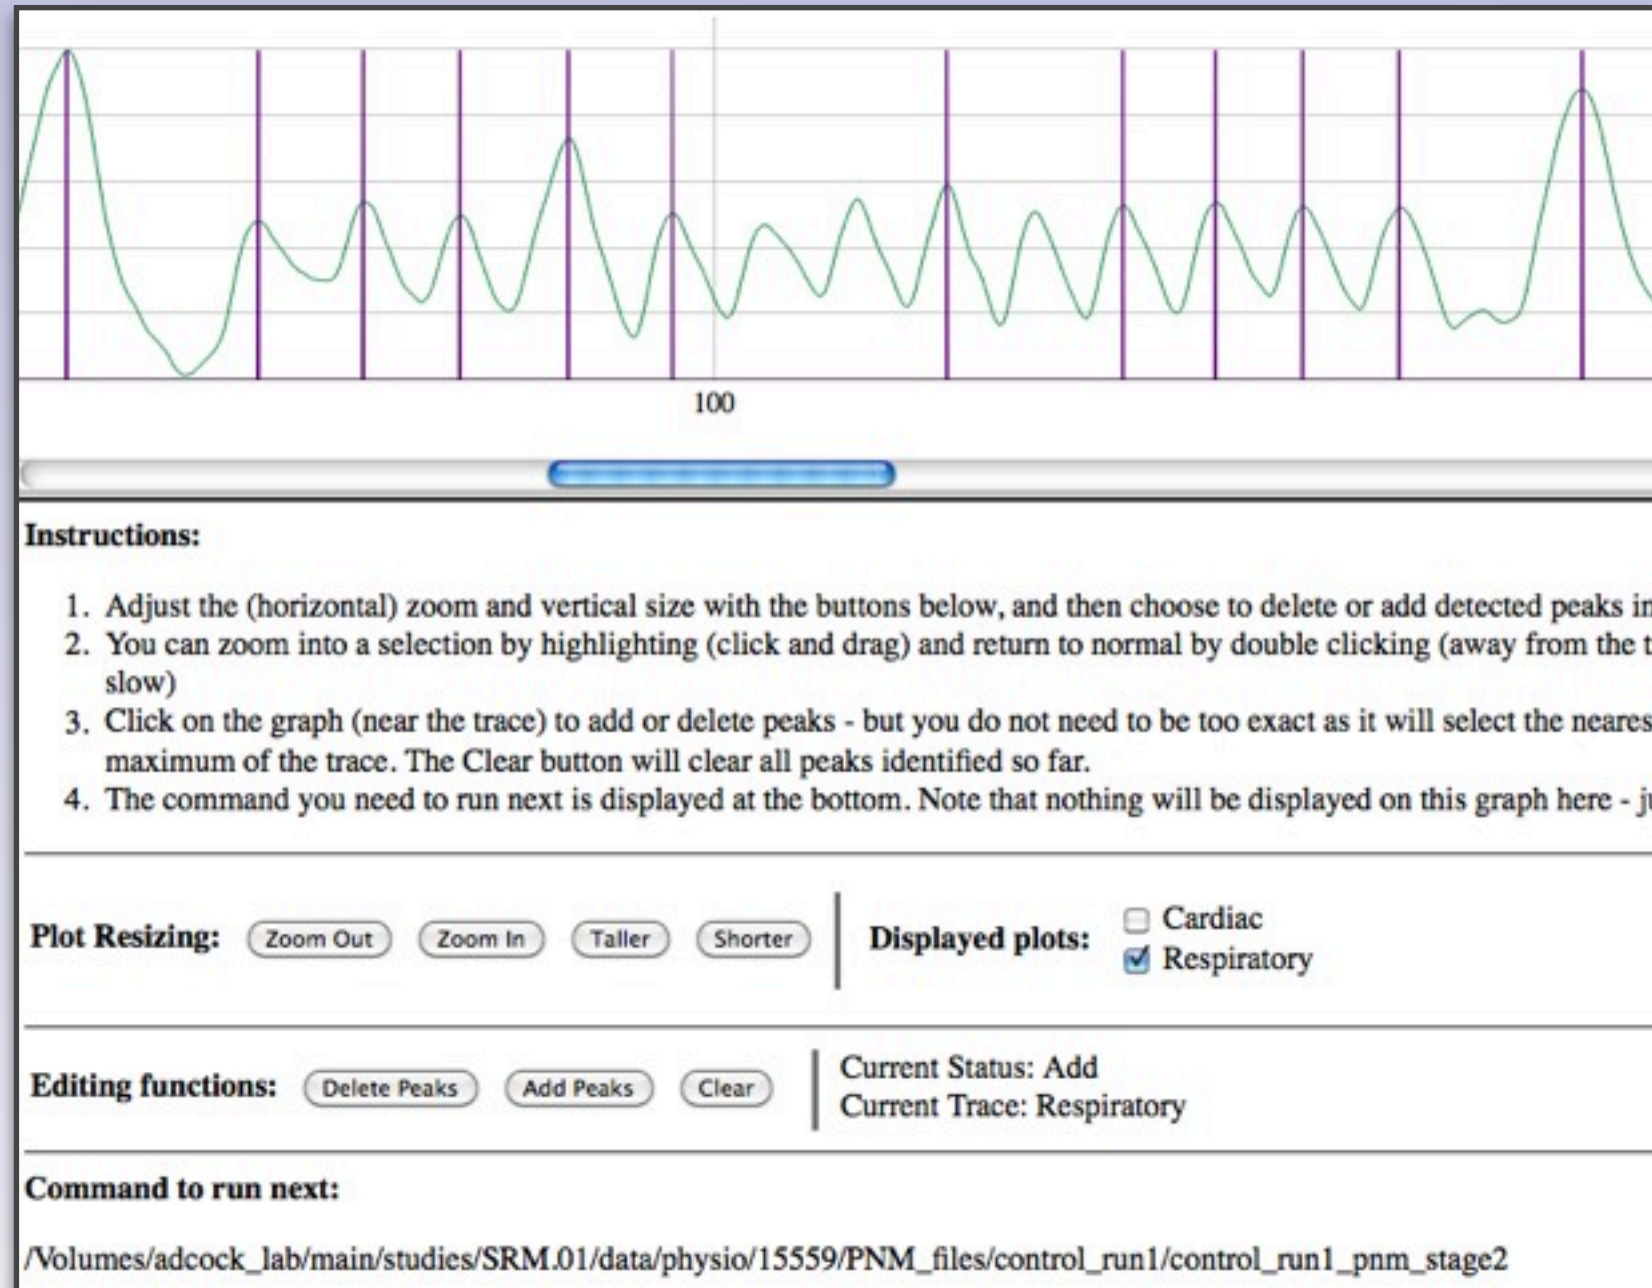 100
Instructions:
1. Adjust the (horizontal) zoom and vertical size with the buttons below, and then choose to delete or add detected peaks in
2. You can zoom into a selection by highlighting (click and drag) and return to normal by double clicking (away from the
slow)
3. Click on the graph (near the trace) to add or delete peaks - but you do not need to be too exact as it will select the
maximum of the trace. The Clear button will clear all peaks identified so far.
4. The command you need to run next is displayed at the bottom. Note that nothing will be displayed on this graph here -
Plot Resizing: Zoom Out Zoom In Taller Shorter Displayed plots: Cardiac
Respiratory
Editing functions: Delete Peaks Add Peaks Clear Current Status: Add
Current Trace: Respiratory
Command to run next:
/Volumes/adcock_lab/main/studies/SRM.01/data/physio/15559/PNM_files/control_run1/control_run1_pnm_stage2